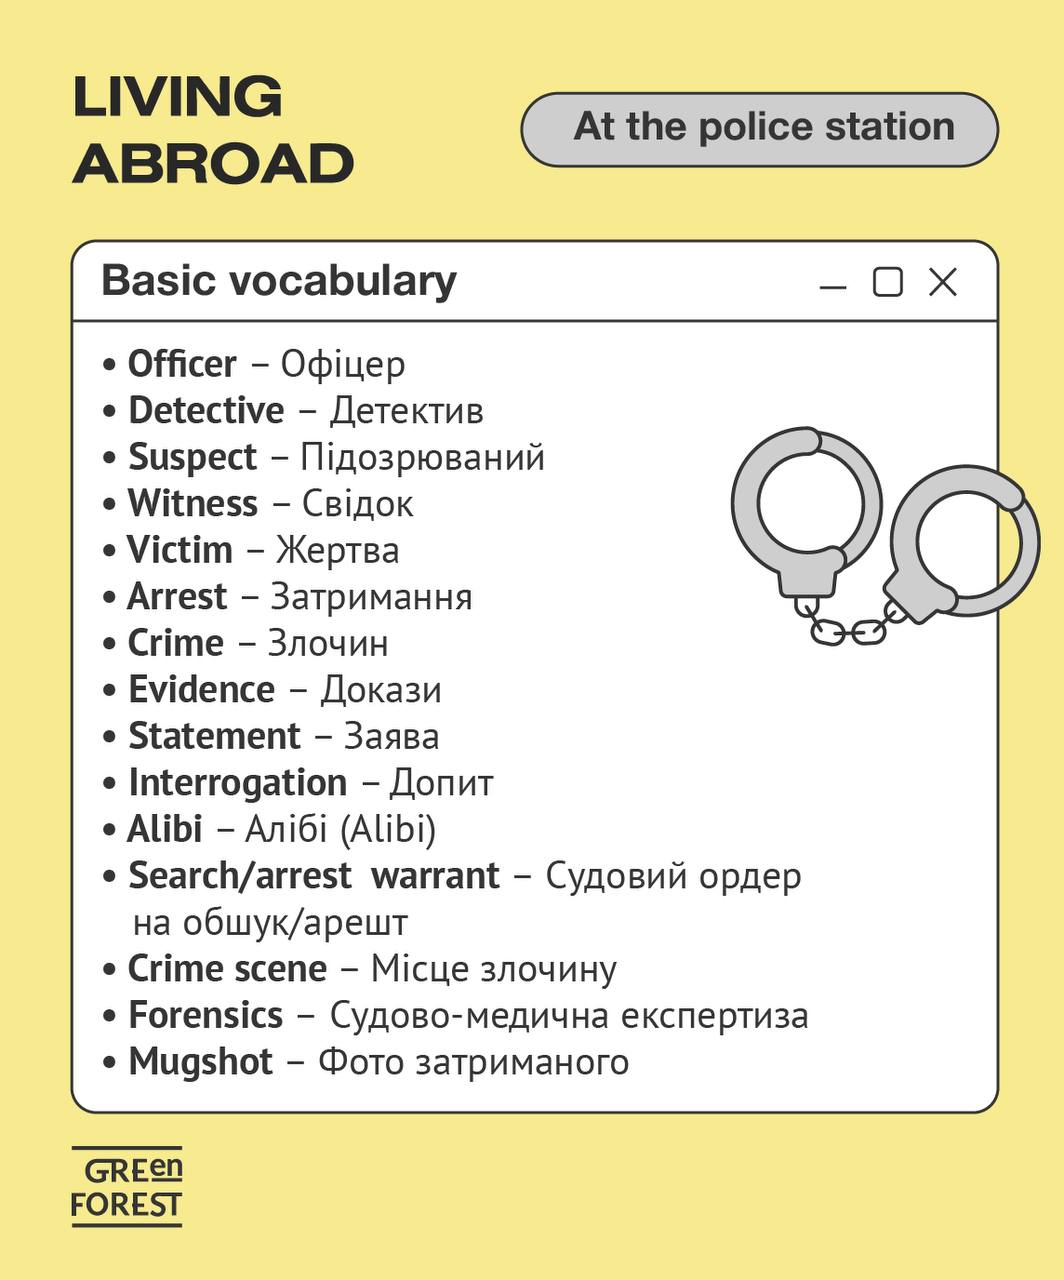 LIVING
ABROAD
At the police station
Basic vocabulary
• Officer – Офіцер
• Detective – Детектив
• Suspect – Підозрюваний
• Witness – Свідок
• Victim – Жертва
• Arrest – Затримання
• Crime – Злочин
• Evidence – Докази
• Statement – Заява
• Interrogation – Допит
• Alibi – Алібі (Alibi)
• Search/arrest warrant – Судовий ордер
на обшук/арешт
• Crime scene – Місце злочину
• Forensics – Судово-медична експертиза
• Mugshot – Фото затриманого
GREen
FOREST